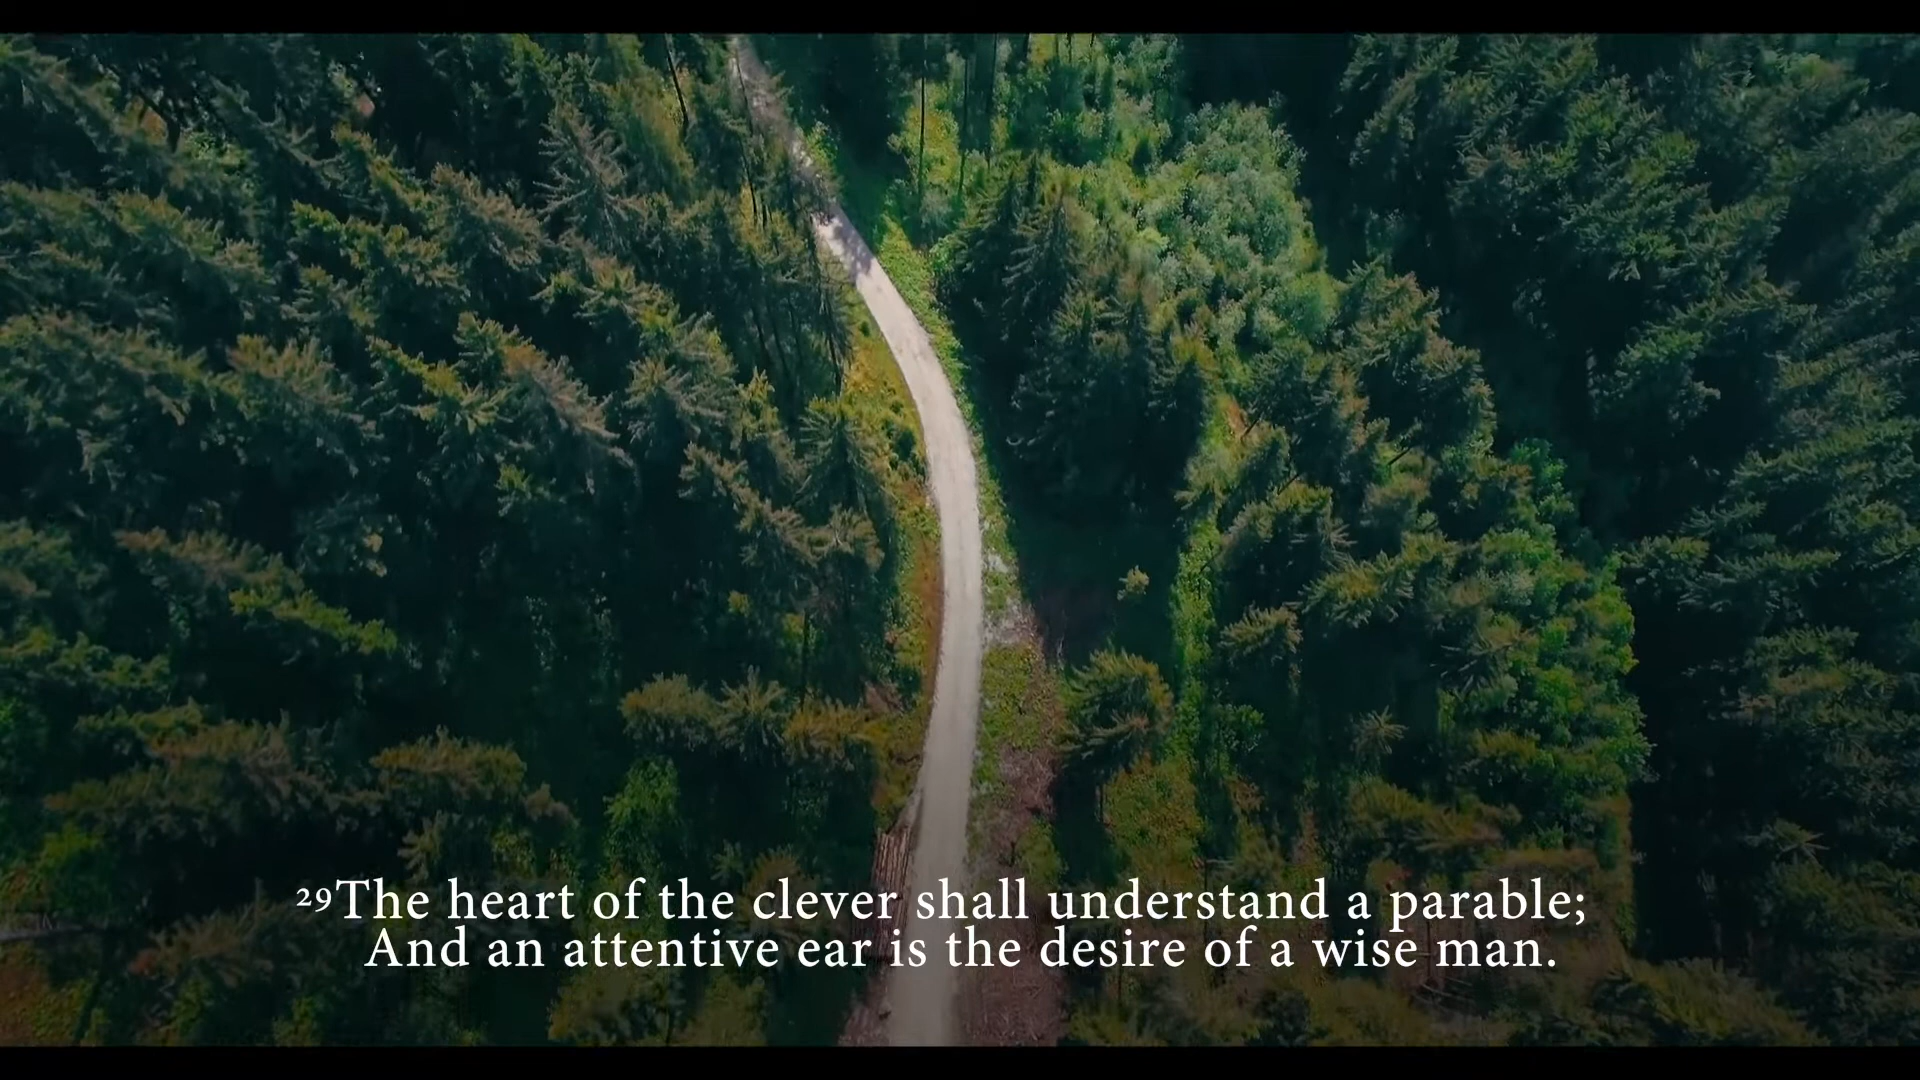 ²⁹The heart of the clever shall understand a parable;
And an attentive ear is the desire of a wise man.